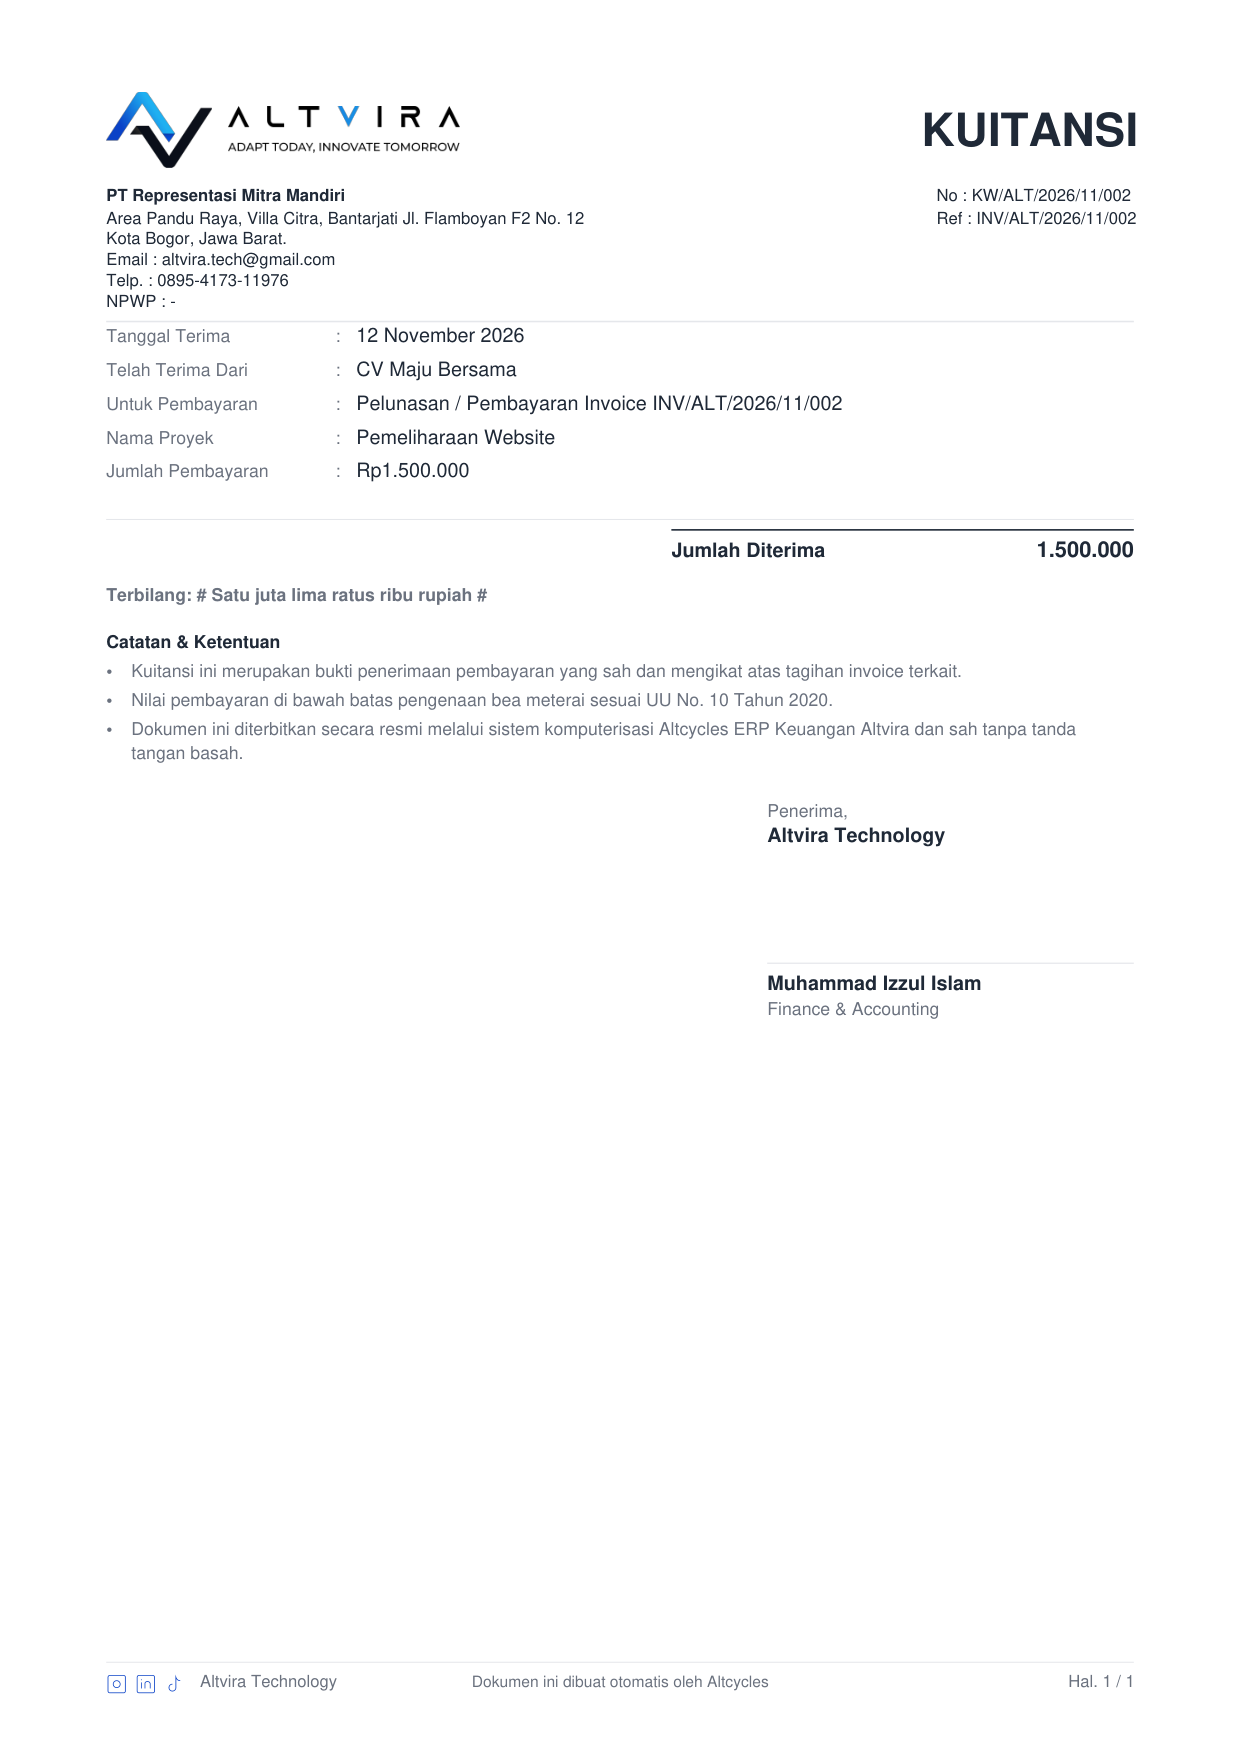 ALTVIRA
ADAPT TODAY, INNOVATE TOMORROW
KUITANSI
PT Representasi Mitra Mandiri
Area Pandu Raya, Villa Citra, Bantarjati Jl. Flamboyan F2 No. 12
Kota Bogor, Jawa Barat.
Email : altvira.tech@gmail.com
Telp. : 0895-4173-11976
NPWP : -
No : KW/ALT/2026/11/002
Ref : INV/ALT/2026/11/002
Tanggal Terima : 12 November 2026
Telah Terima Dari : CV Maju Bersama
Untuk Pembayaran : Pelunasan / Pembayaran Invoice INV/ALT/2026/11/002
Nama Proyek : Pemeliharaan Website
Jumlah Pembayaran : Rp1.500.000
Jumlah Diterima 1.500.000
Terbilang: # Satu juta lima ratus ribu rupiah #
Catatan & Ketentuan
• Kuitansi ini merupakan bukti penerimaan pembayaran yang sah dan mengikat atas tagihan invoice terkait.
• Nilai pembayaran di bawah batas pengenaan bea meterai sesuai UU No. 10 Tahun 2020.
• Dokumen ini diterbitkan secara resmi melalui sistem komputerisasi Altcycles ERP Keuangan Altvira dan sah tanpa tanda
tangan basah.
Penerima,
Altvira Technology
Muhammad Izzul Islam
Finance & Accounting
Altvira Technology Dokumen ini dibuat otomatis oleh Altcycles Hal. 1 / 1